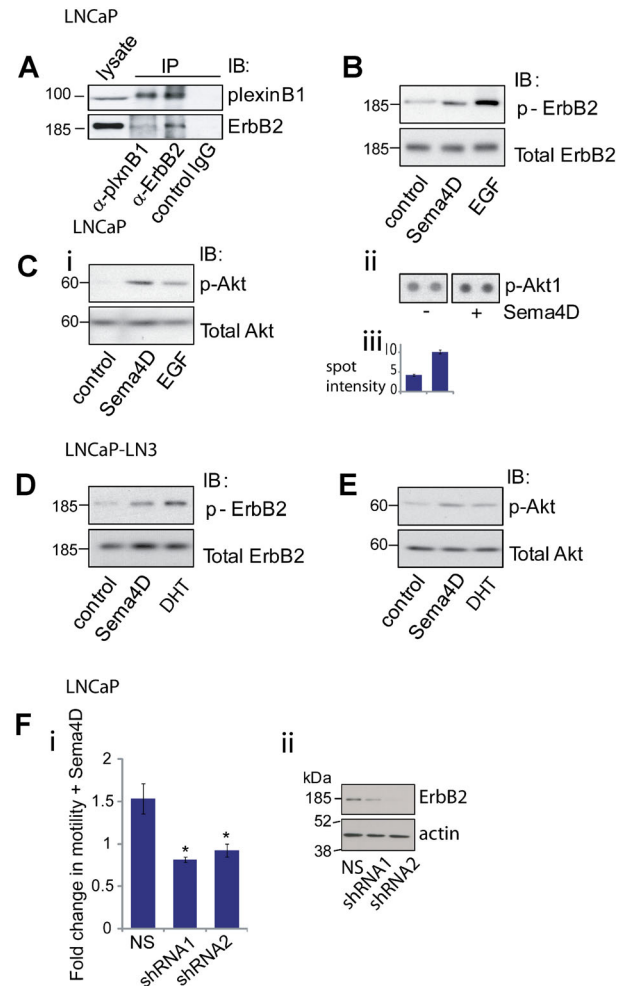 LNCaP
A
lysate
IP
IB:
100
plexinB1
185
ErbB2
α-plxnB1
α-ErbB2
control IgG
B
IB:
185
p - ErbB2
185
Total ErbB2
control
Sema4D
EGF
LNCaP
C
i
IB:
60
p-Akt
60
Total Akt
control
Sema4D
EGF
ii
p-Akt1
- + Sema4D
iii
spot
intensity
10
5
0
LNCaP-LN3
D
IB:
185
p - ErbB2
185
Total ErbB2
control
Sema4D
DHT
E
IB:
60
p-Akt
60
Total Akt
control
Sema4D
DHT
LNCaP
F
i
Fold change in motility + Sema4D
2
1.5
1
0.5
0
* *
NS
shRNA1
shRNA2
ii
kDa
185
ErbB2
52
actin
38
NS
shRNA1
shRNA2